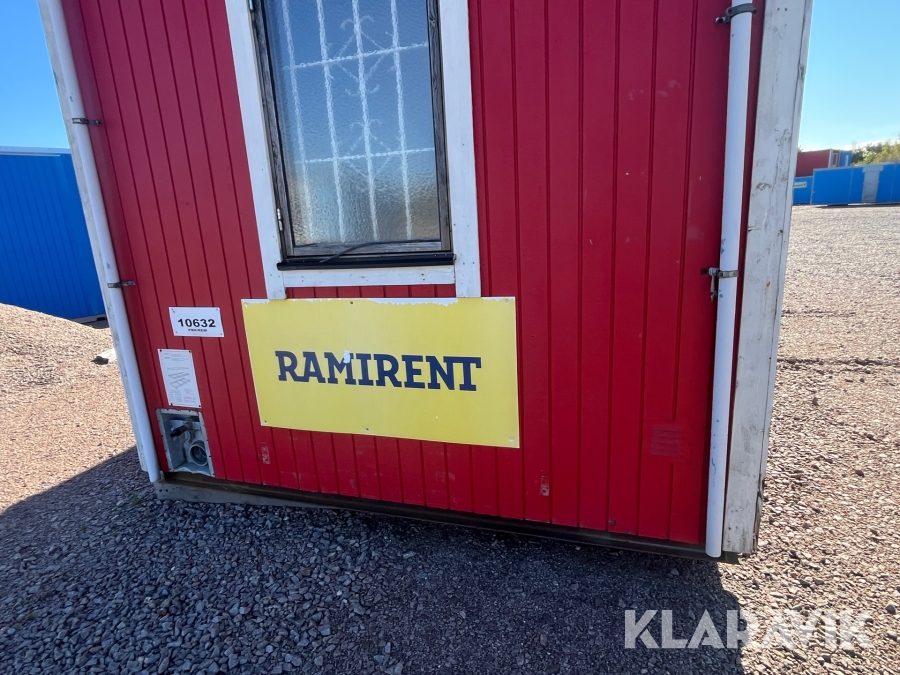 10632
RAMIRENT
KLARAVIK